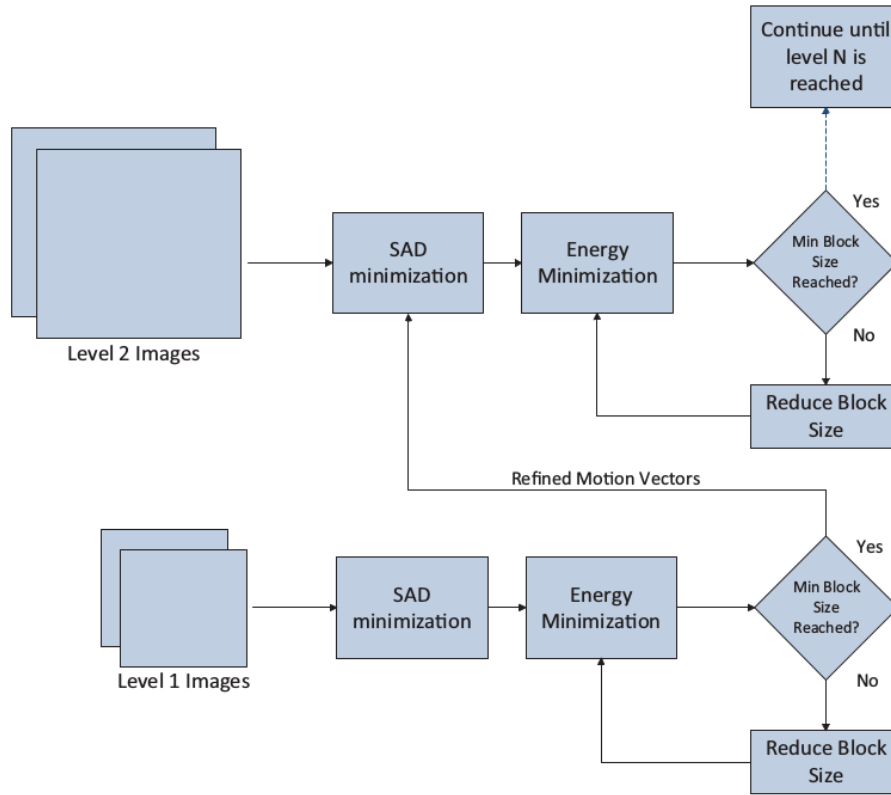 Continue until
level N is
reached
Yes
SAD
minimization
Energy
Minimization
Min Block
Size
Reached?
No
Level 2 Images
Reduce Block
Size
Refined Motion Vectors
Yes
SAD
minimization
Energy
Minimization
Min Block
Size
Reached?
No
Level 1 Images
Reduce Block
Size